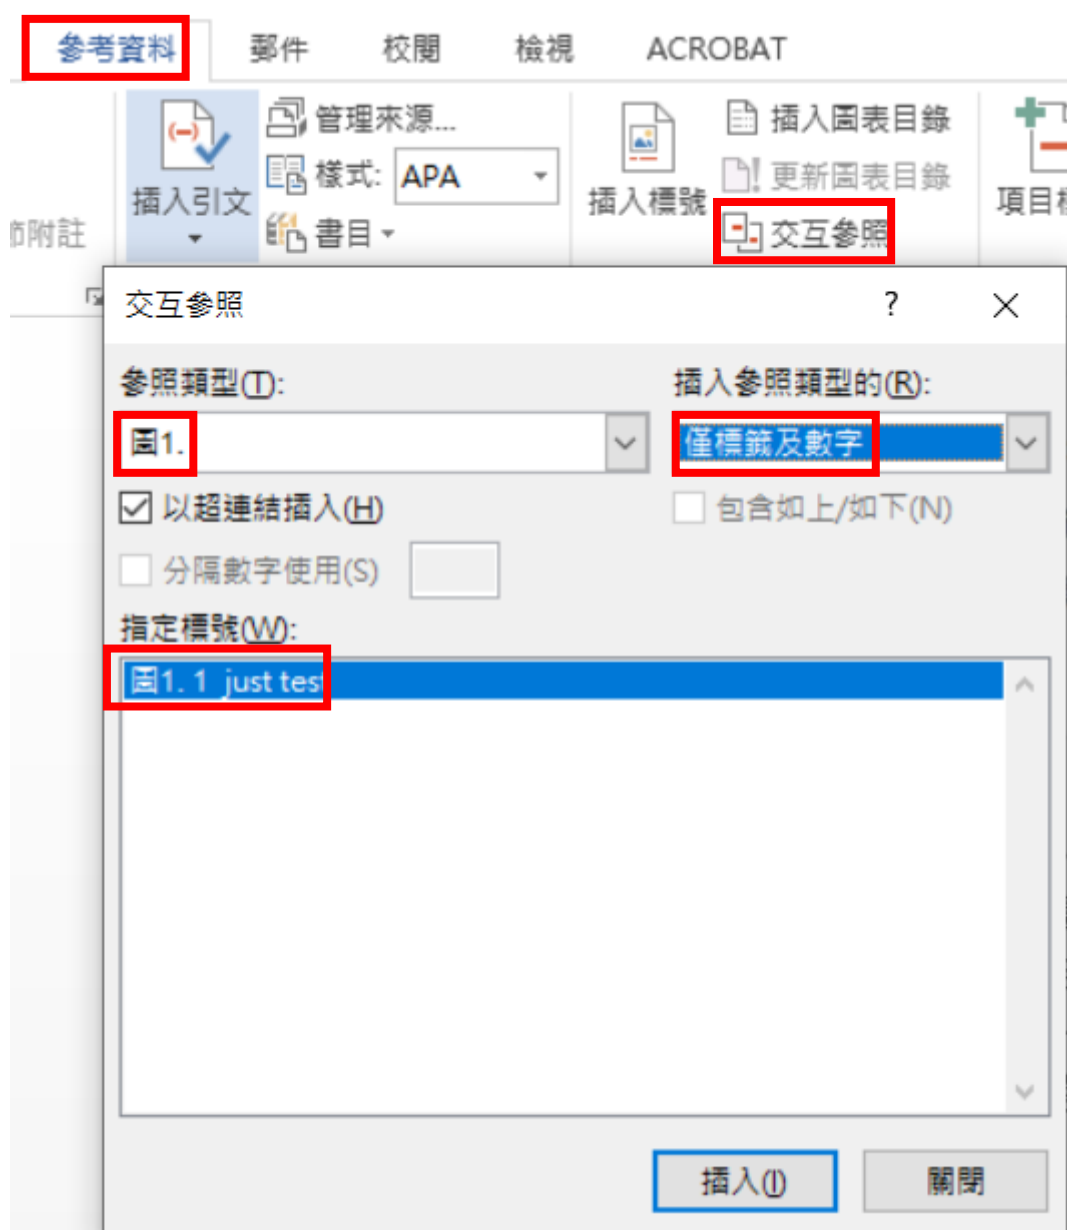 參考資料 郵件 校閱 檢視 ACROBAT
插入引文
管理來源...
樣式: APA
書目
插入標號
插入圖表目錄
更新圖表目錄
交互參照
項目
附註
交互參照 ?
參照類型(T):
圖1.
插入參照類型的(R):
僅標籤及數字
以超連結插入(H)
包含如上/如下(N)
分隔數字使用(S)
指定標號(W):
圖1. 1 just test
插入(I) 關閉